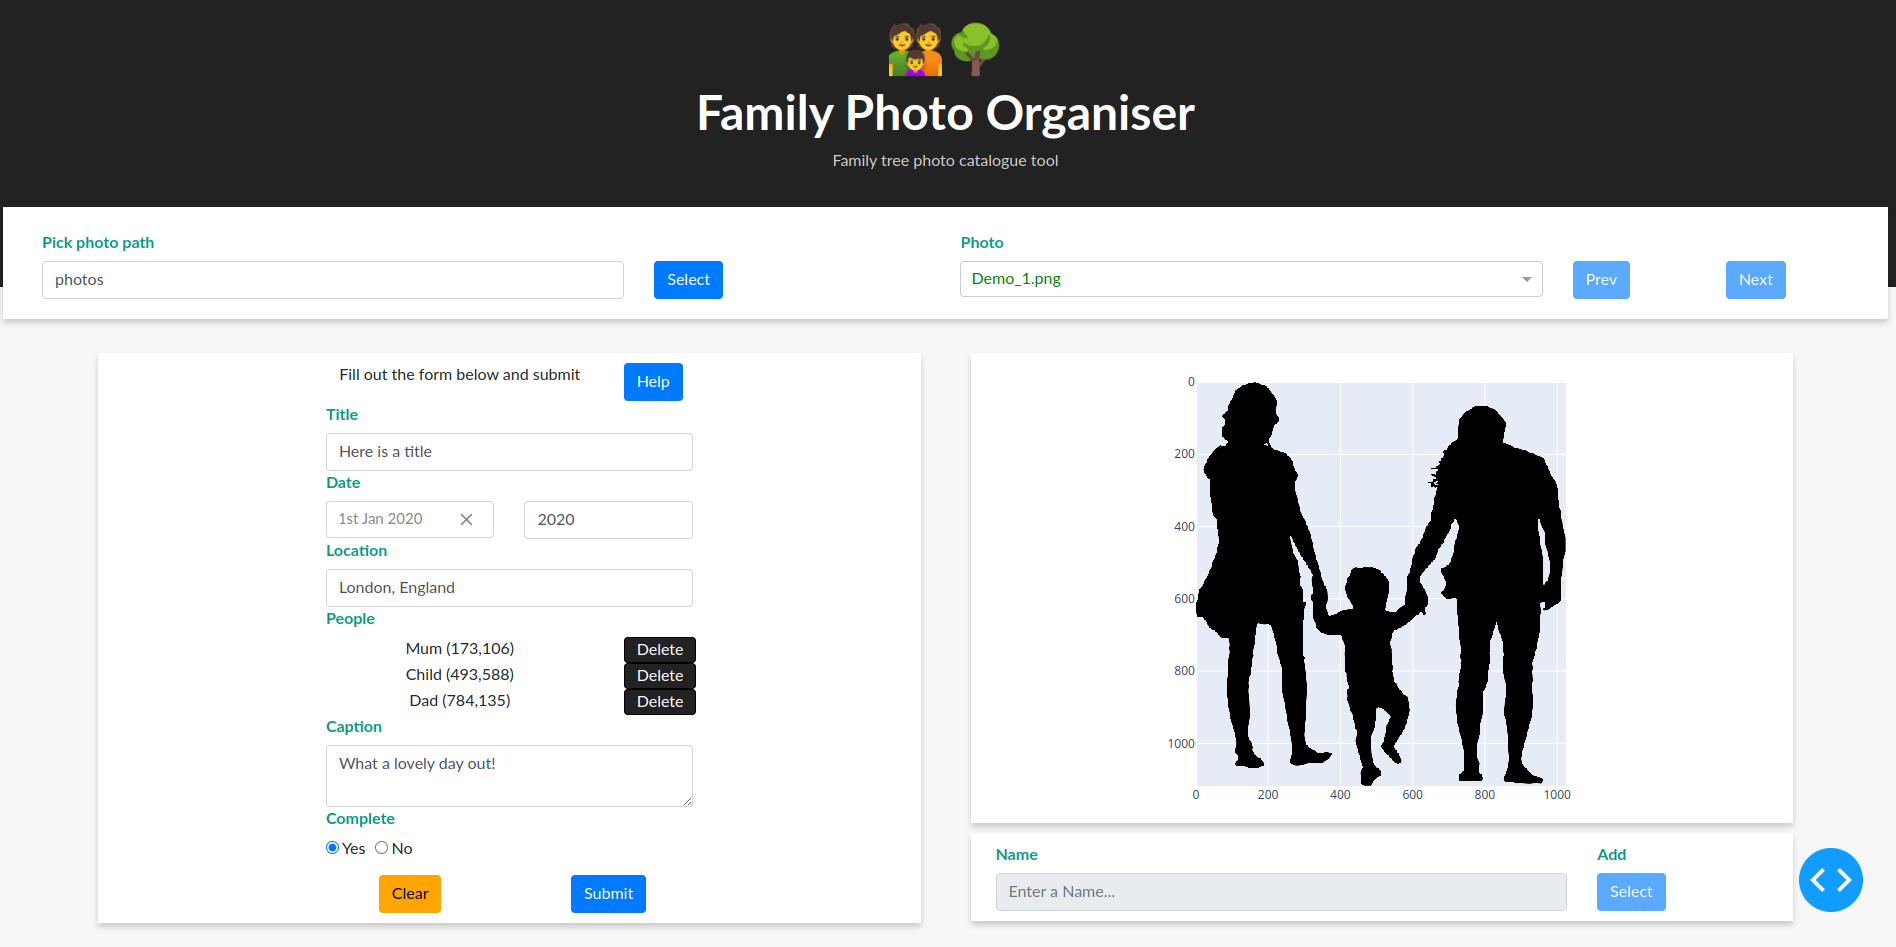 Family Photo Organiser
Family tree photo catalogue tool
Pick photo path
photos
Select
Photo
Demo_1.png
Prev
Next
Fill out the form below and submit
Help
Title
Here is a title
Date
1st Jan 2020
2020
Location
London, England
People
Mum (173,106)
Delete
Child (493,588)
Delete
Dad (784,135)
Delete
Caption
What a lovely day out!
Complete
Yes
No
Clear
Submit
0
200
400
600
800
1000
0 200 400 600 800 1000
Name
Enter a Name...
Add
Select